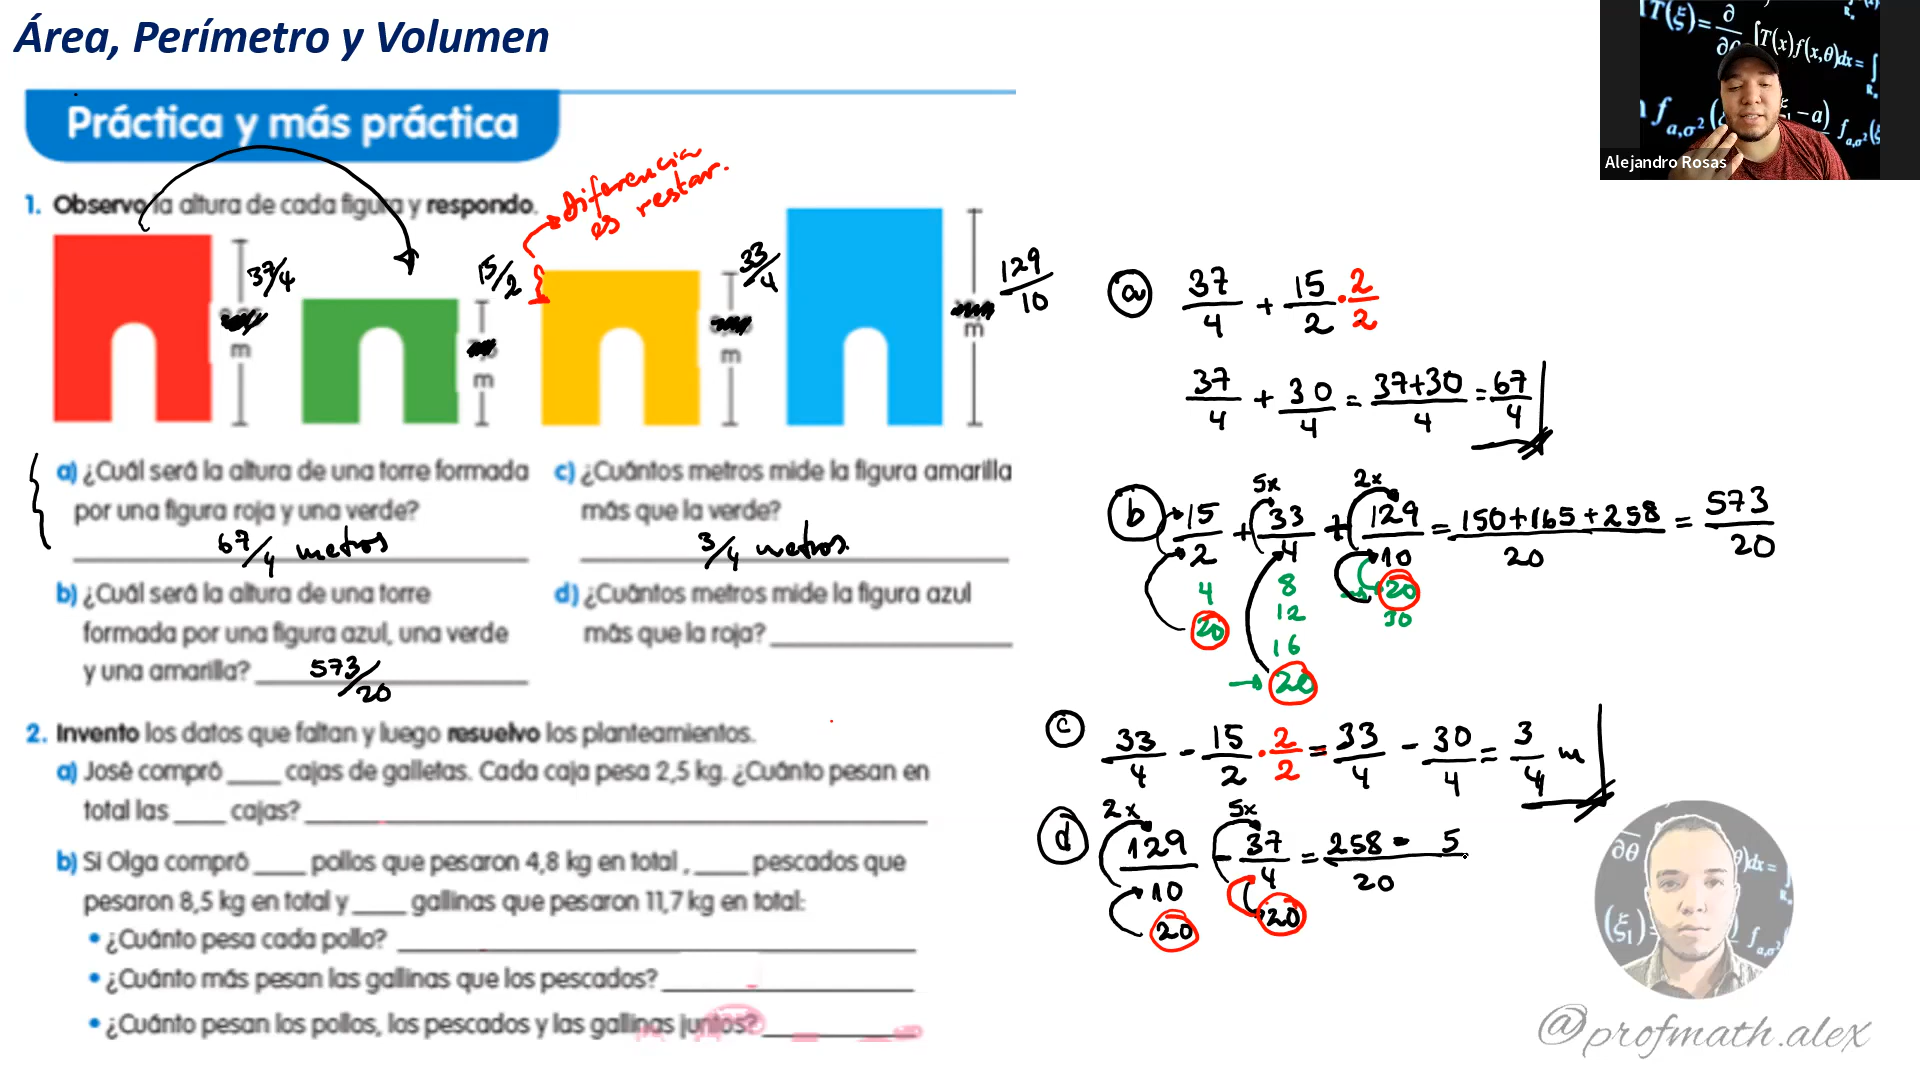 Área, Perímetro y Volumen
Práctica y más práctica
1. Observo la altura de cada figura y respondo.
Diferencia
es restar.
37/4
m
15/2
m
33/4
m
129/10
m
a) ¿Cuál será la altura de una torre formada
por una figura roja y una verde?
67/4 metros
b) ¿Cuál será la altura de una torre
formada por una figura azul, una verde
y una amarilla? 573/20
c) ¿Cuántos metros mide la figura amarilla
más que la verde?
3/4 metros.
d) ¿Cuántos metros mide la figura azul
más que la roja?
2. Invento los datos que faltan y luego resuelvo los planteamientos.
a) José compró ____ cajas de galletas. Cada caja pesa 2,5 kg. ¿Cuánto pesan en
total las ____ cajas?
b) Si Olga compró ____ pollos que pesaron 4,8 kg en total , ____ pescados que
pesaron 8,5 kg en total y ____ gallinas que pesaron 11,7 kg en total:
• ¿Cuánto pesa cada pollo?
• ¿Cuánto más pesan las gallinas que los pescados?
• ¿Cuánto pesan los pollos, los pescados y las gallinas juntos?
Alejandro Rosas
a 37/4 + 15/2 · 2/2
37/4 + 30/4 = 37+30/4 = 67/4
5x 2x
b 15/2 + 33/4 + 129/10 = 150+165+258/20 = 573/20
4 8 20
20 12 30
16
20
c 33/4 - 15/2 · 2/2 = 33/4 - 30/4 = 3/4 m
2x 5x
d 129/10 - 37/4 = 258 - 5/20
20 20
@profmath.alex